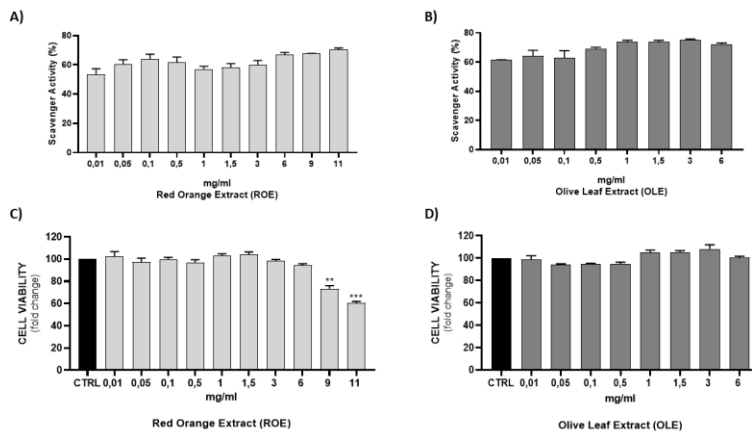 A)
Scavenger Activity (%)
80
60
40
20
0
0,01 0,05 0,1 0,5 1 1,5 3 6 9 11
mg/ml
Red Orange Extract (ROE)
B)
Scavenger Activity (%)
80
60
40
20
0
0,01 0,05 0,1 0,5 1 1,5 3 6
mg/ml
Olive Leaf Extract (OLE)
C)
CELL VIABILITY
(fold change)
120
100
80
60
40
20
0
**
***
CTRL 0,01 0,05 0,1 0,5 1 1,5 3 6 9 11
mg/ml
Red Orange Extract (ROE)
D)
CELL VIABILITY
(fold change)
120
100
80
60
40
20
0
CTRL 0,01 0,05 0,1 0,5 1 1,5 3 6
mg/ml
Olive Leaf Extract (OLE)